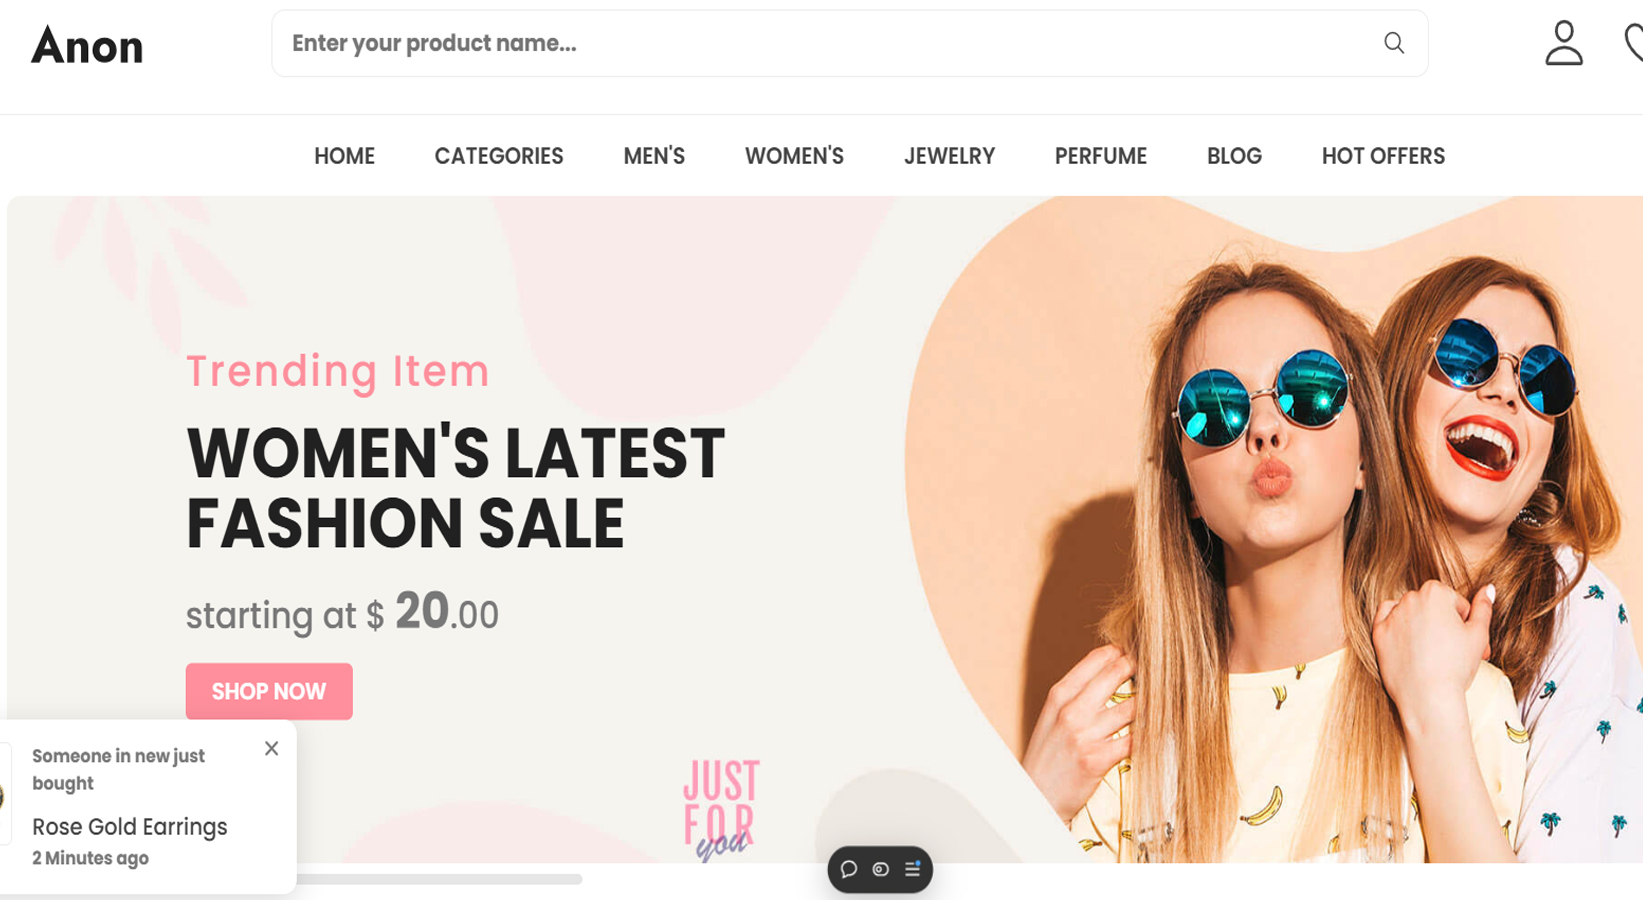 Anon
Enter your product name...
HOME CATEGORIES MEN'S WOMEN'S JEWELRY PERFUME BLOG HOT OFFERS
Trending Item
WOMEN'S LATEST
FASHION SALE
starting at $ 20.00
SHOP NOW
Someone in new just
bought
Rose Gold Earrings
2 Minutes ago
JUST
FOR
you